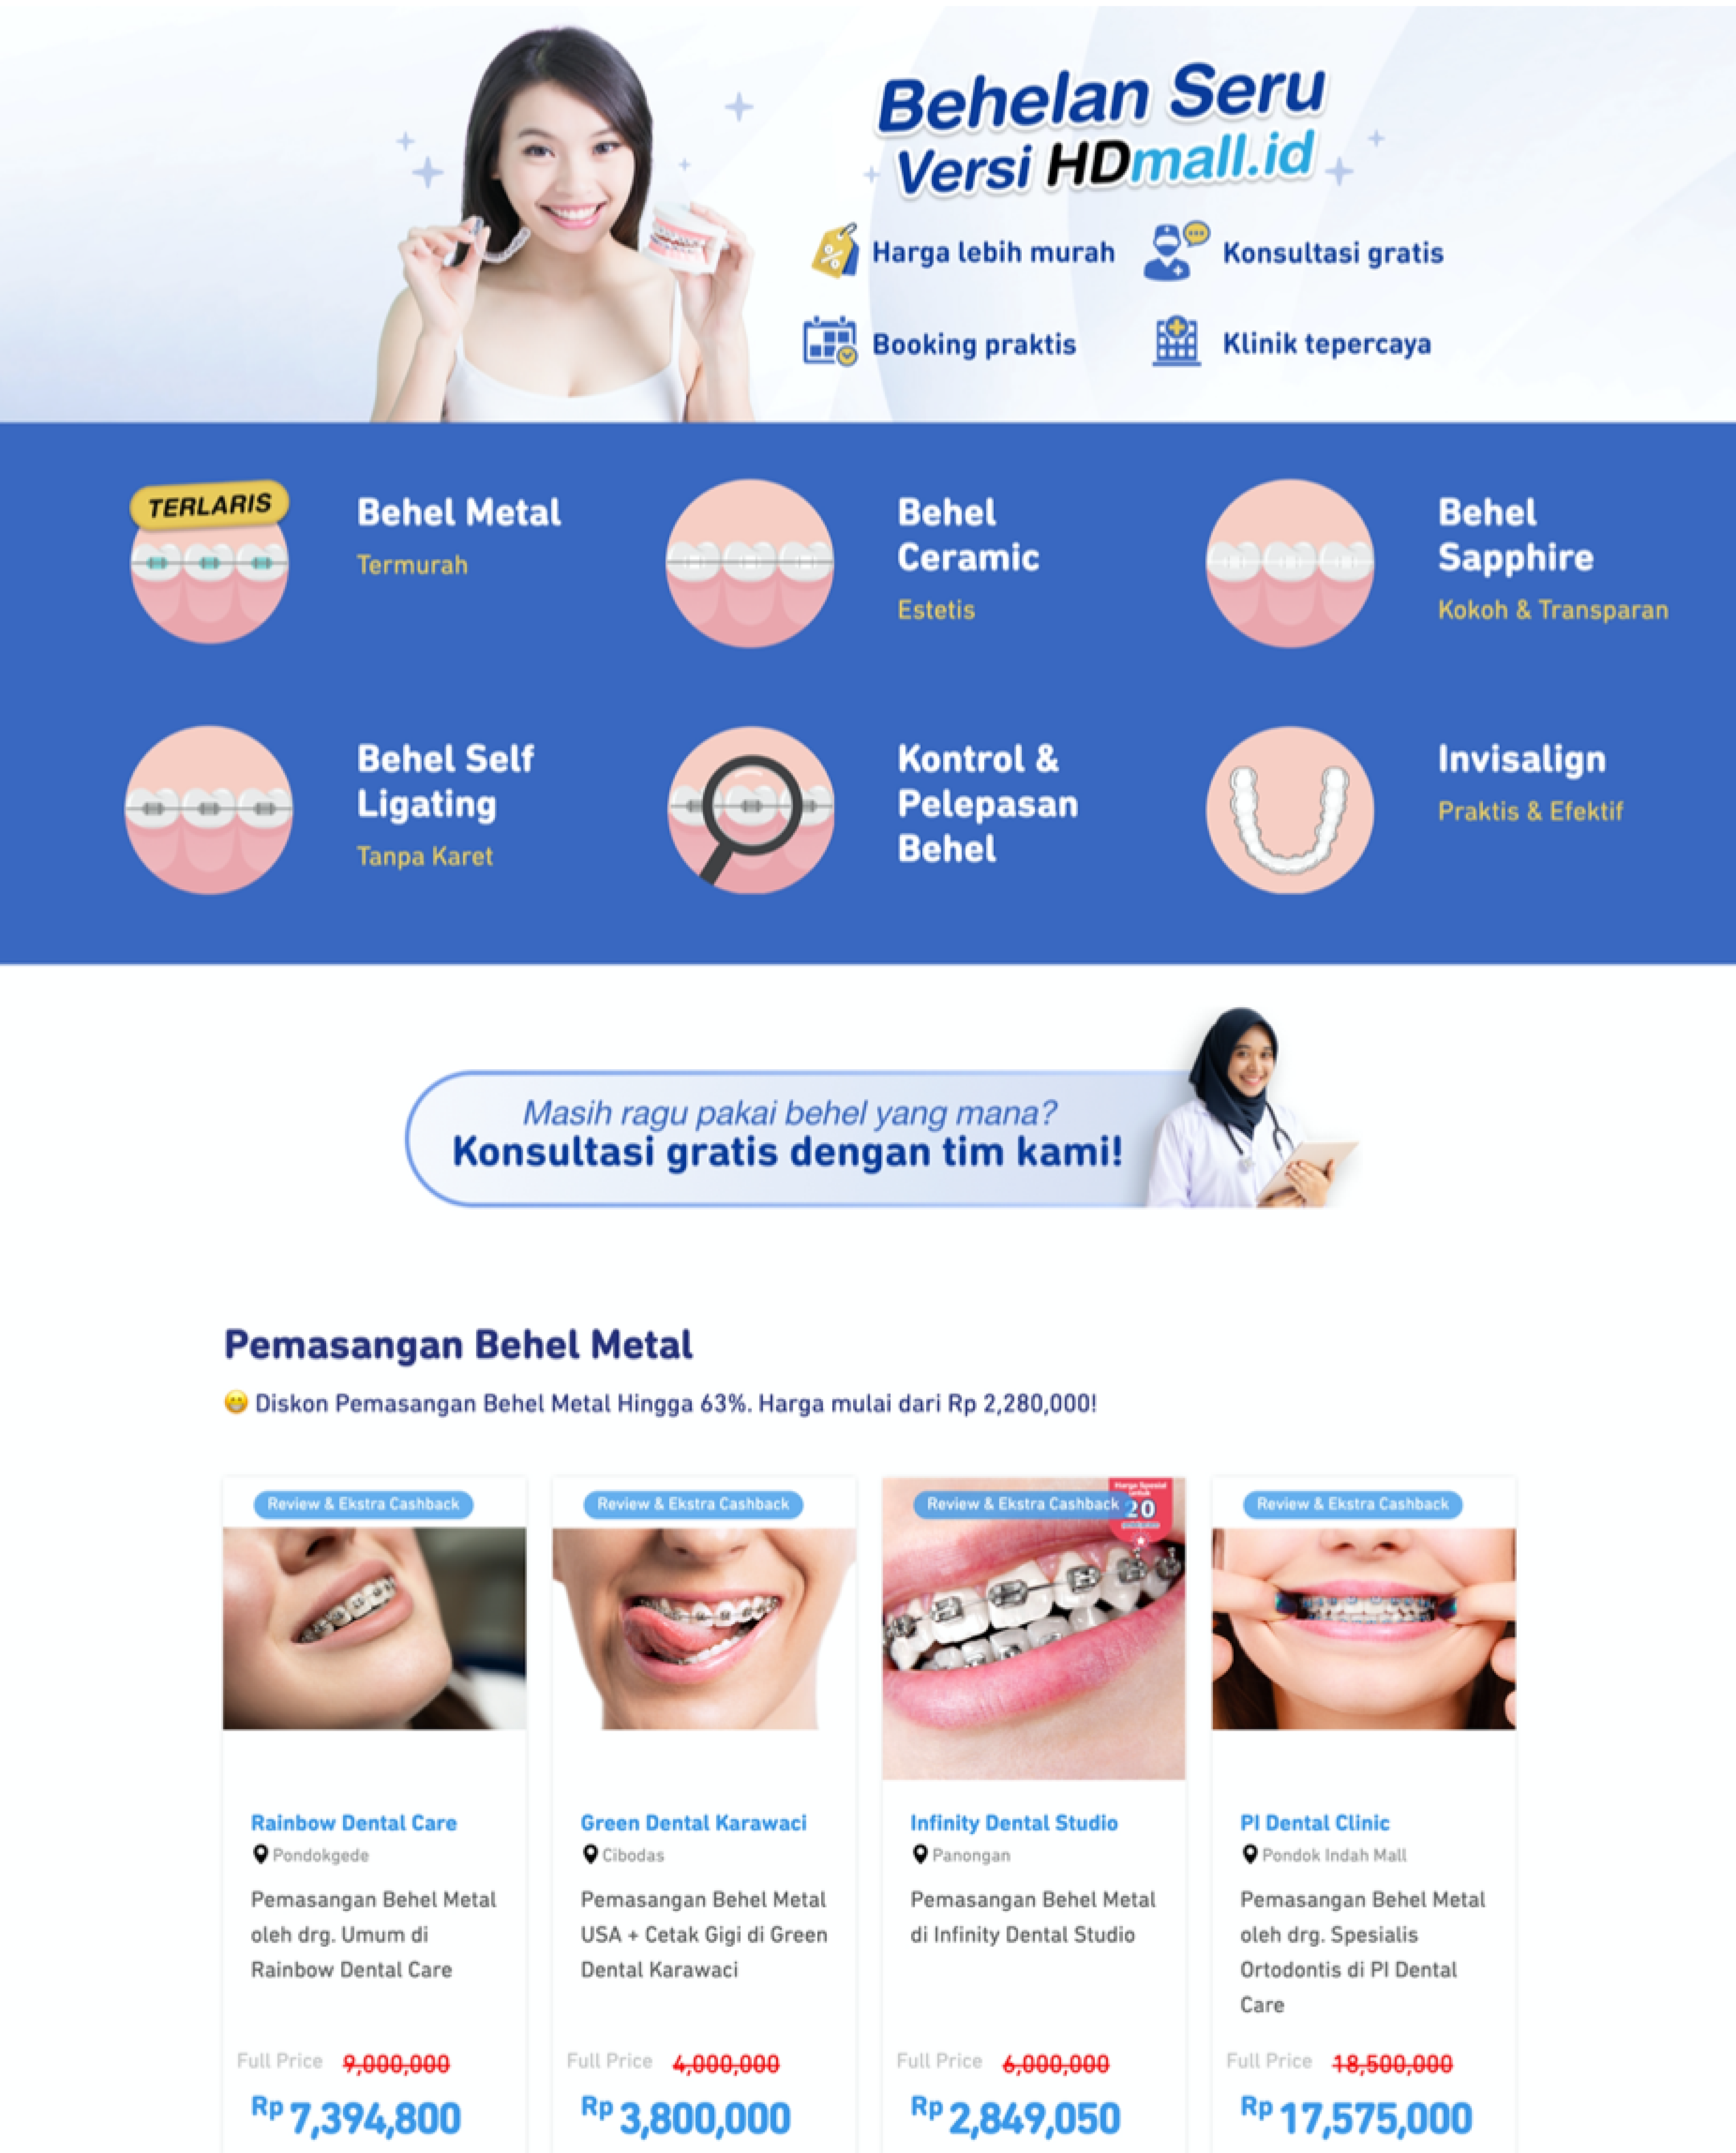 Behelan Seru
Versi HDmall.id
Harga lebih murah
Konsultasi gratis
Booking praktis
Klinik tepercaya
TERLARIS
Behel Metal
Termurah
Behel
Ceramic
Estetis
Behel
Sapphire
Kokoh & Transparan
Behel Self
Ligating
Tanpa Karet
Kontrol &
Pelepasan
Behel
Invisalign
Praktis & Efektif
Masih ragu pakai behel yang mana?
Konsultasi gratis dengan tim kami!
Pemasangan Behel Metal
Diskon Pemasangan Behel Metal Hingga 63%. Harga mulai dari Rp 2,280,000!
Review & Ekstra Cashback
Rainbow Dental Care
Pondokgede
Pemasangan Behel Metal
oleh drg. Umum di
Rainbow Dental Care
Full Price 9,000,000
Rp 7,394,800
Review & Ekstra Cashback
Green Dental Karawaci
Cibodas
Pemasangan Behel Metal
USA + Cetak Gigi di Green
Dental Karawaci
Full Price 4,000,000
Rp 3,800,000
Review & Ekstra Cashback
Harga Spesial
untuk
20
Infinity Dental Studio
Panongan
Pemasangan Behel Metal
di Infinity Dental Studio
Full Price 6,000,000
Rp 2,849,050
Review & Ekstra Cashback
PI Dental Clinic
Pondok Indah Mall
Pemasangan Behel Metal
oleh drg. Spesialis
Ortodontis di PI Dental
Care
Full Price 18,500,000
Rp 17,575,000